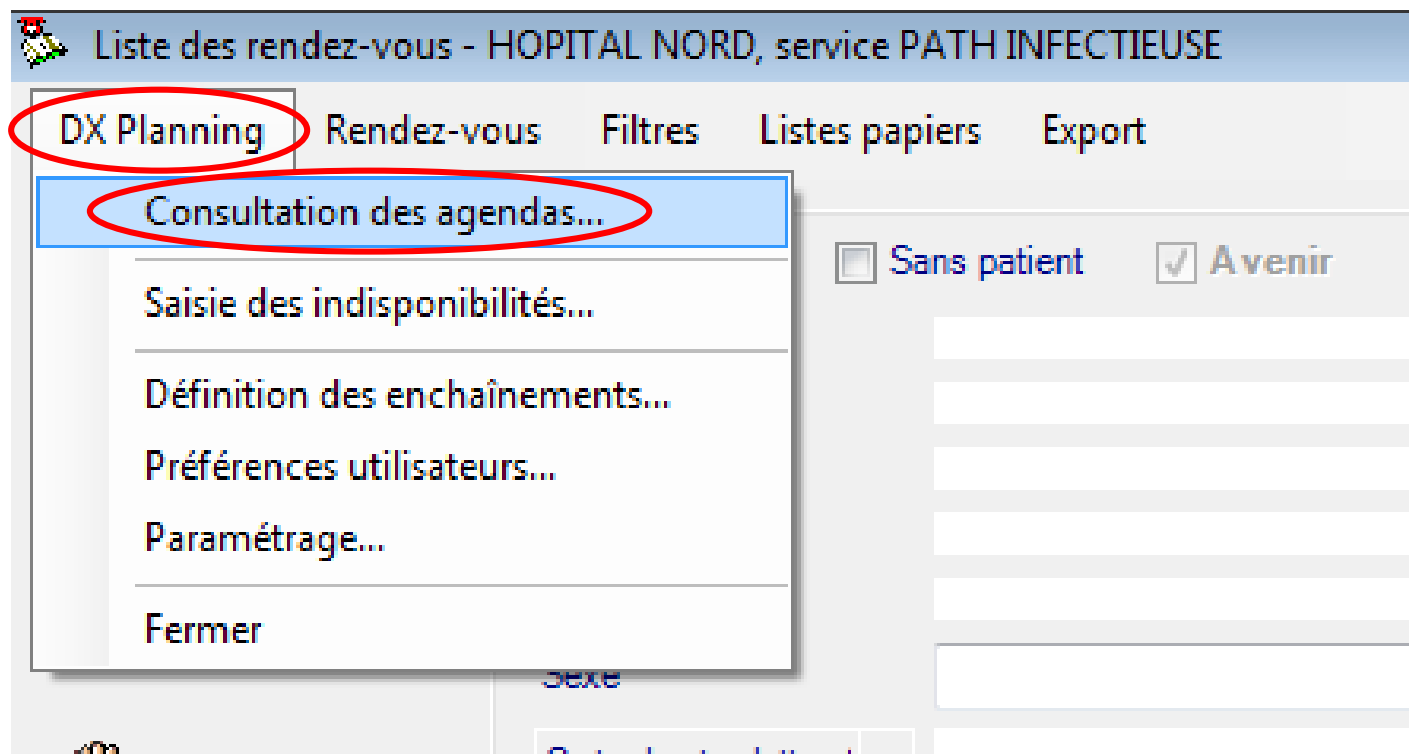 Liste des rendez-vous - HOPITAL NORD, service PATH INFECTIEUSE
DX Planning Rendez-vous Filtres Listes papiers Export
Consultation des agendas...
Sans patient Avenir
Saisie des indisponibilités...
Définition des enchaînements...
Préférences utilisateurs...
Paramétrage...
Fermer
Sexe